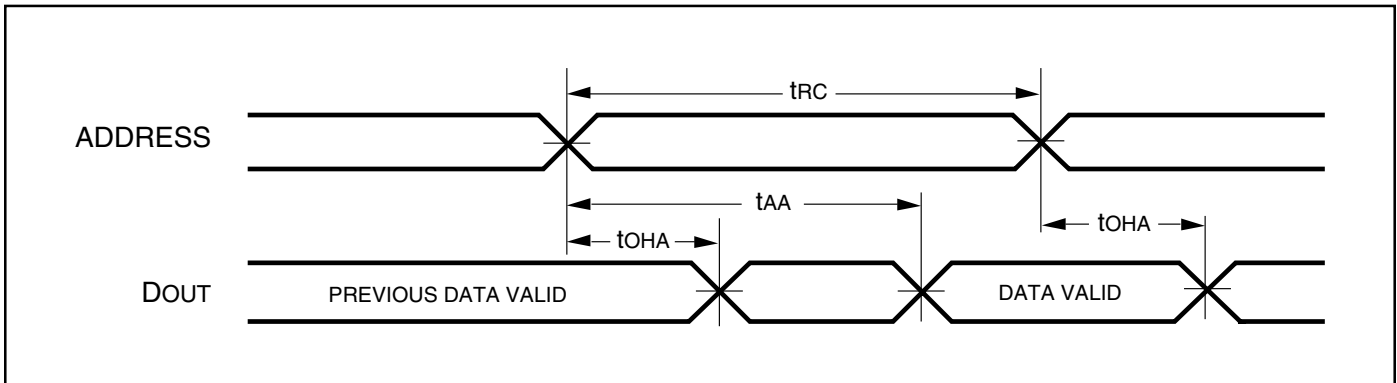 tRC
ADDRESS
tAA
tOHA
tOHA
DOUT
PREVIOUS DATA VALID
DATA VALID